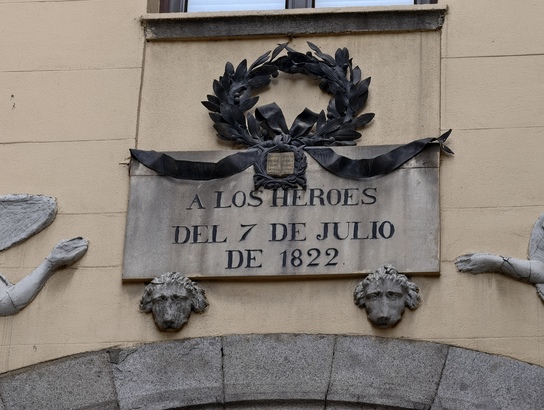 A LOS HEROES
DEL 7 DE JULIO
DE 1822.